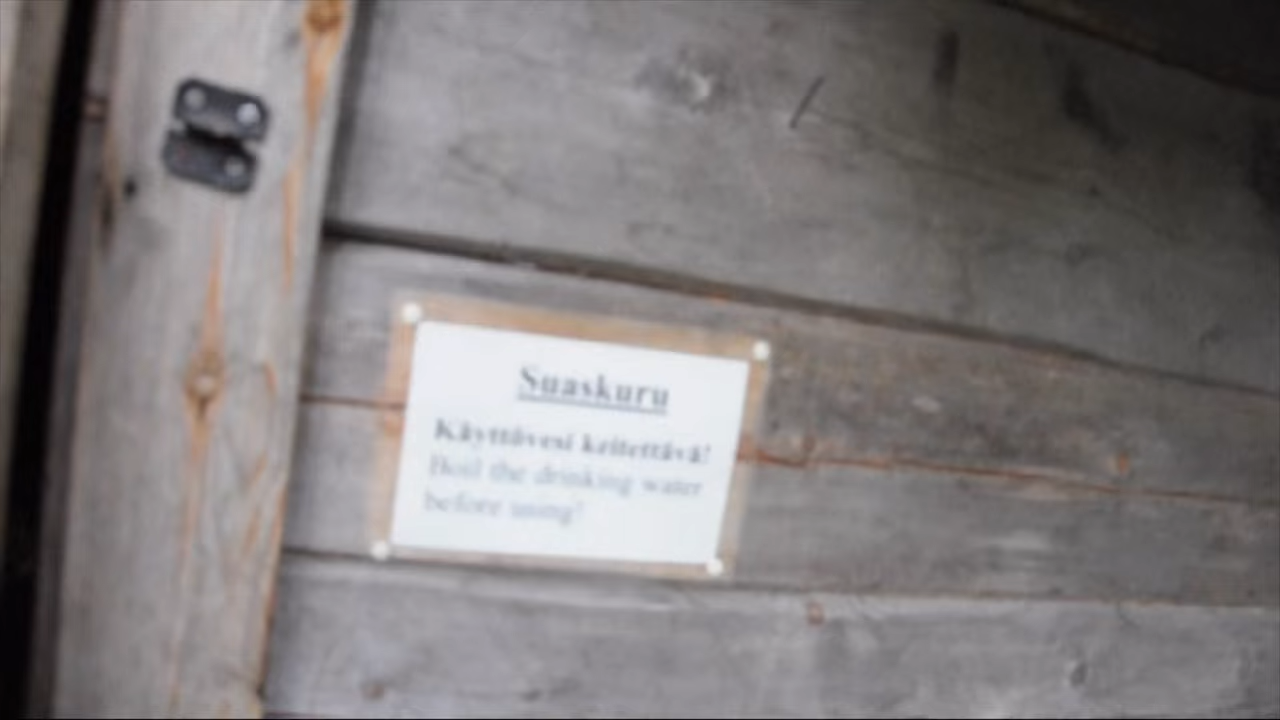 Suaskuru
Käyttövesi keitettävä!
Boil the drinking water
before using!